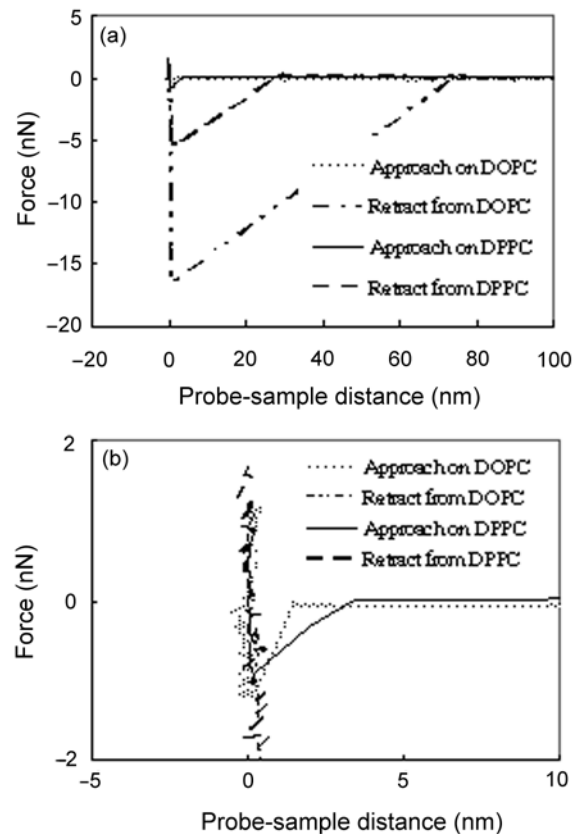 (a)
5
0
−5
−10
−15
−20
Force (nN)
Approach on DOPC
Retract from DOPC
Approach on DPPC
Retract from DPPC
−20 0 20 40 60 80 100
Probe-sample distance (nm)
(b)
2
0
−2
Force (nN)
Approach on DOPC
Retract from DOPC
Approach on DPPC
Retract from DPPC
−5 0 5 10
Probe-sample distance (nm)